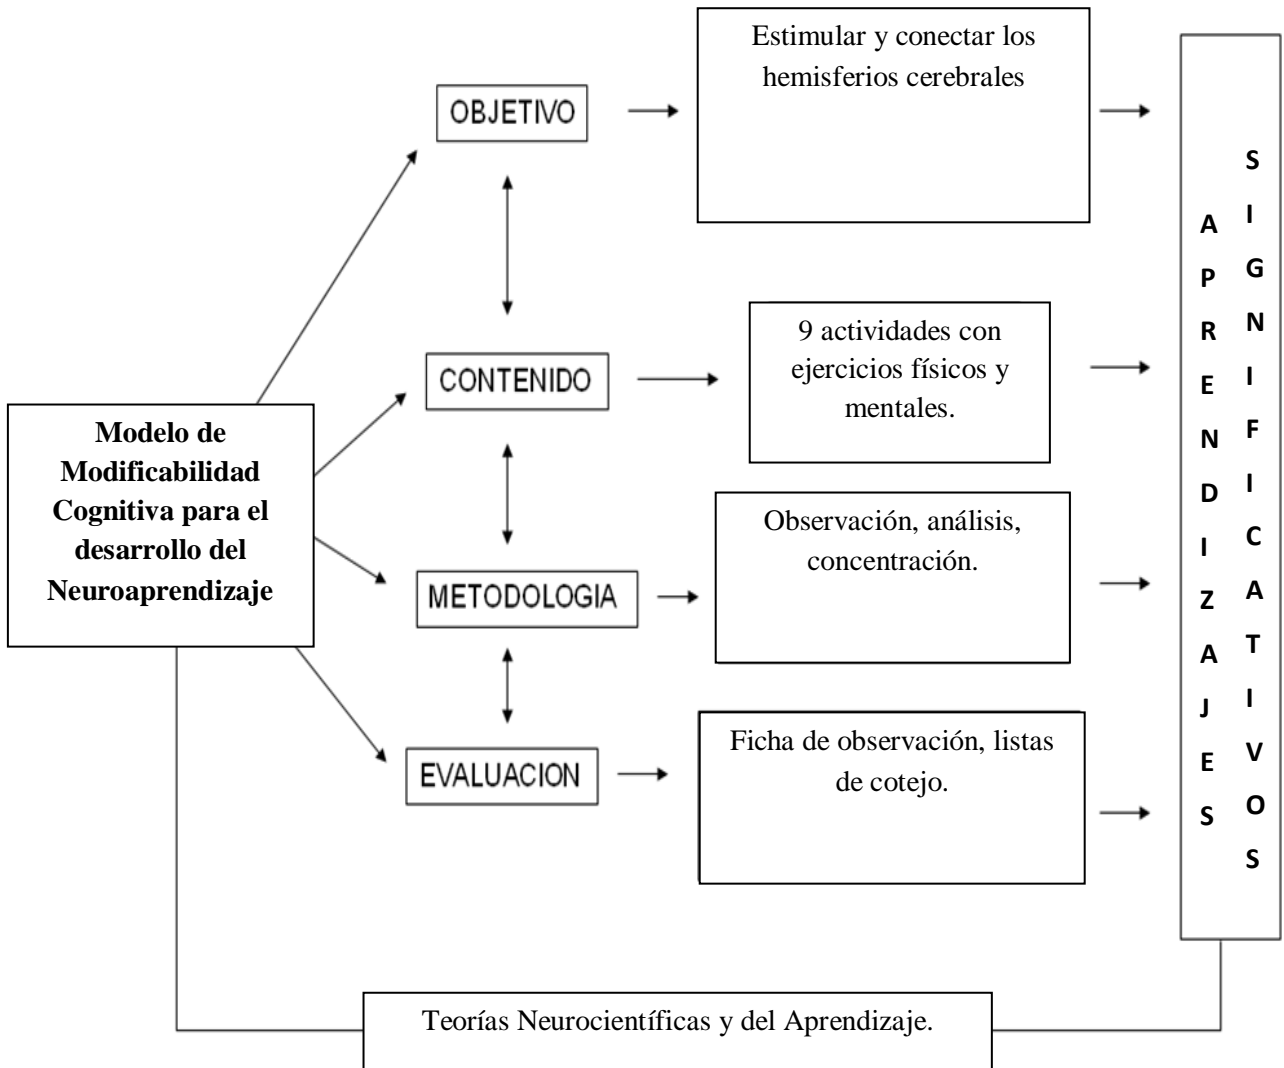 Modelo de
Modificabilidad
Cognitiva para el
desarrollo del
Neuroaprendizaje
OBJETIVO
Estimular y conectar los
hemisferios cerebrales
CONTENIDO
9 actividades con
ejercicios físicos y
mentales.
METODOLOGIA
Observación, análisis,
concentración.
EVALUACION
Ficha de observación, listas
de cotejo.
APRENDIZAJES
SIGNIFICATIVOS
Teorías Neurocientíficas y del Aprendizaje.